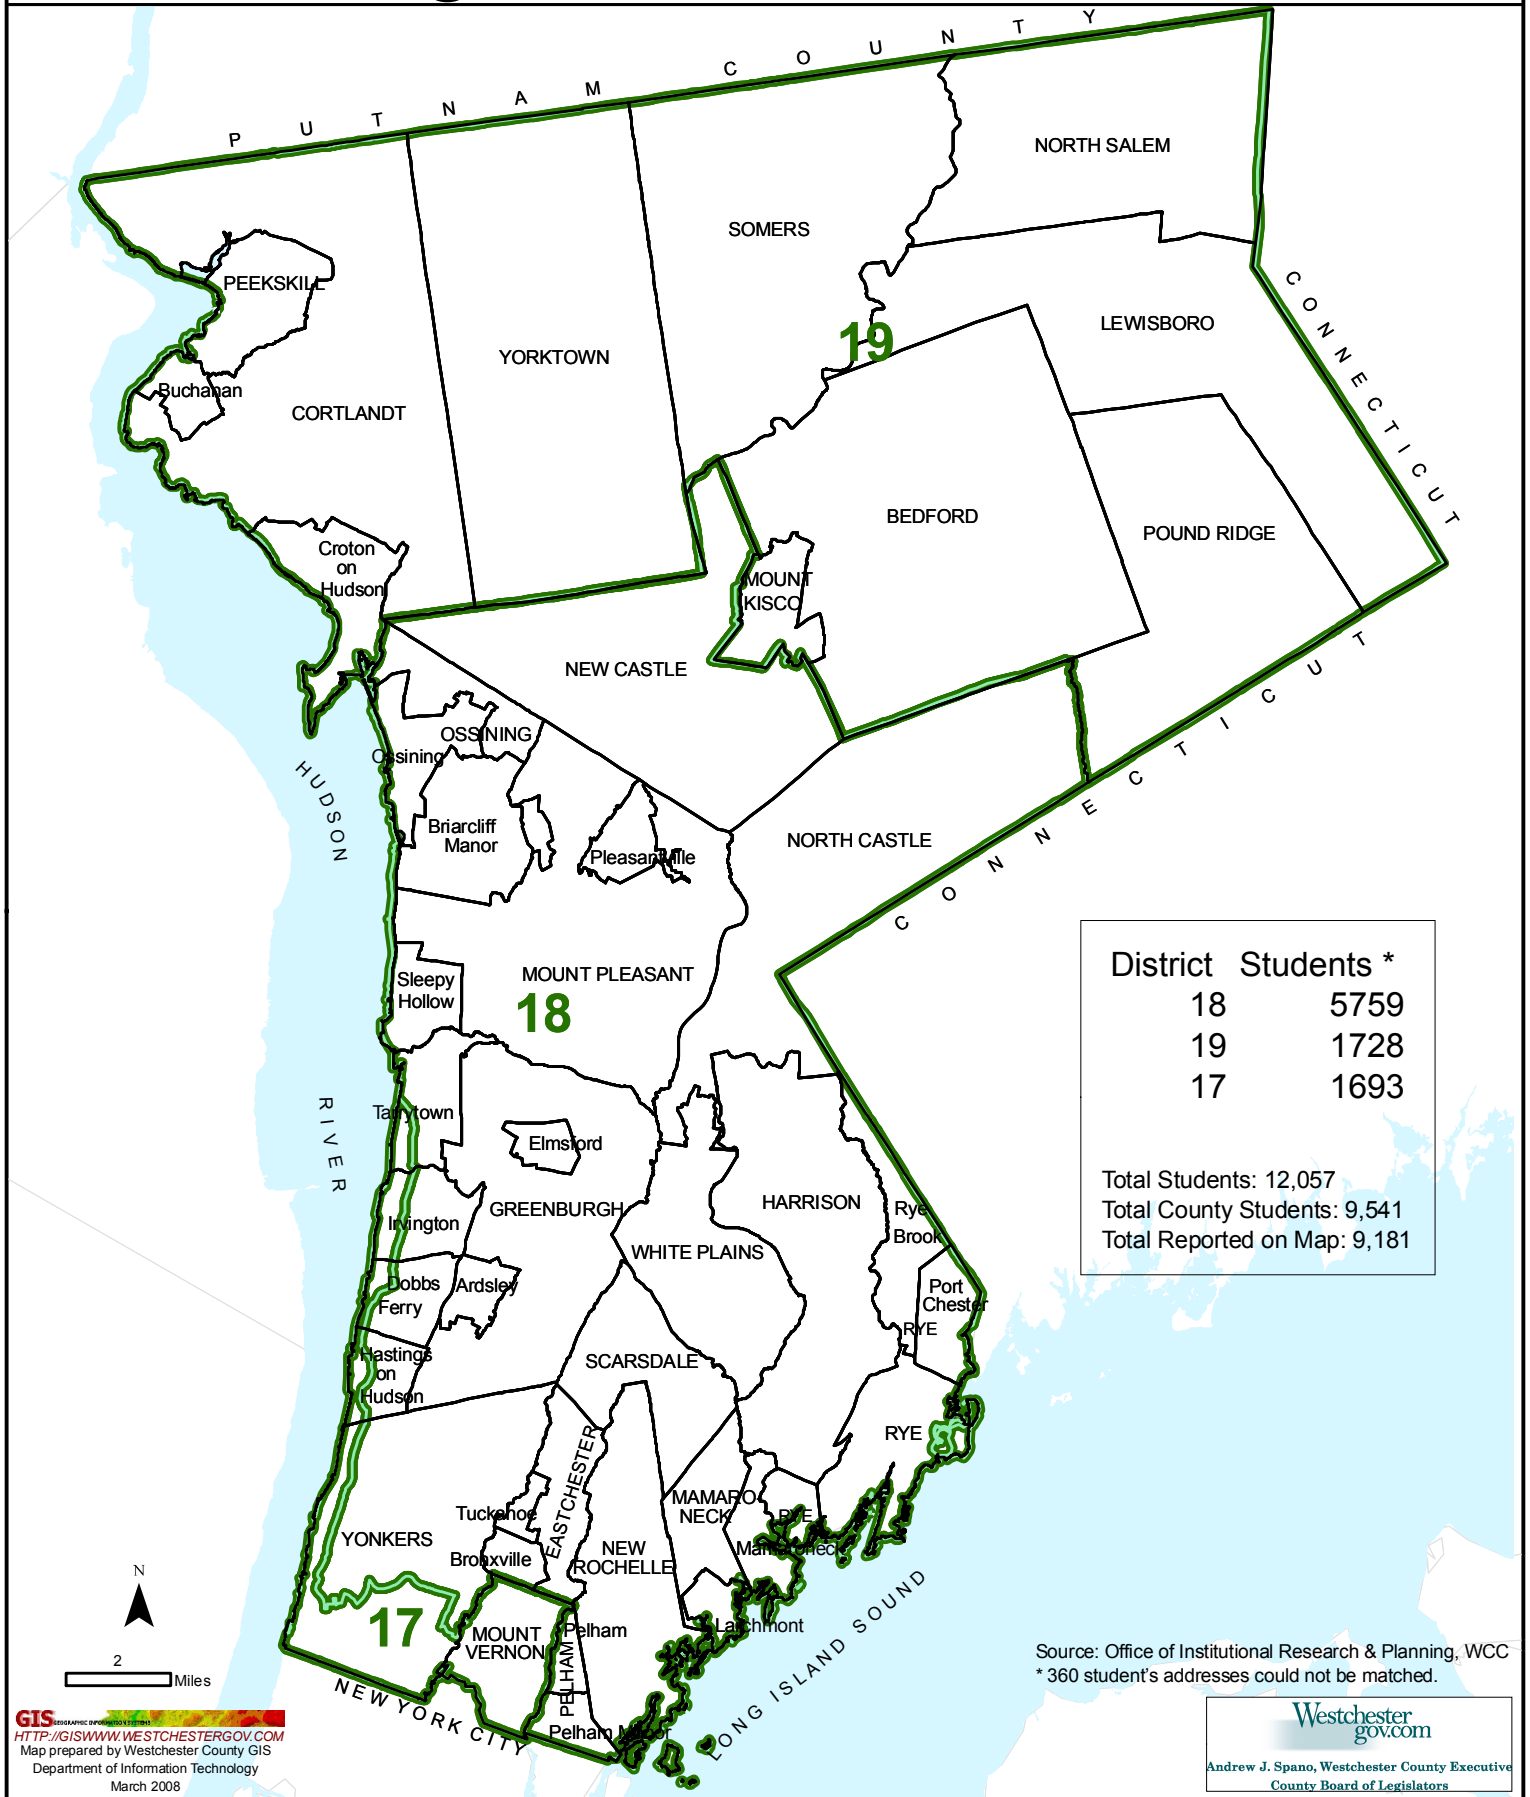 PUTNAM COUNTY
NORTH SALEM
SOMERS
PEEKSKILL
CONNECTICUT
LEWISBORO
19
YORKTOWN
Buchanan
CORTLANDT
BEDFORD
POUND RIDGE
Croton
on
Hudson
MOUNT
KISCO
NEW CASTLE
CONNECTICUT
OSSINING
Ossining
HUDSON
RIVER
Briarcliff
Manor
Pleasantville
NORTH CASTLE
Sleepy
Hollow
MOUNT PLEASANT
18
District Students *
18 5759
19 1728
17 1693
Total Students: 12,057
Total County Students: 9,541
Total Reported on Map: 9,181
Tarrytown
Elmsford
GREENBURGH
HARRISON
Rye
Brook
Irvington
WHITE PLAINS
Dobbs
Ferry
Ardsley
Port
Chester
RYE
Hastings
on
Hudson
SCARSDALE
RYE
EASTCHESTER
Tuckahoe
MAMARO-
NECK
RYE
YONKERS
Bronxville
NEW
ROCHELLE
Mamaroneck
17
MOUNT
VERNON
Pelham
PELHAM
Larchmont
Pelham Manor
LONG ISLAND SOUND
NEW YORK CITY
N
2
Miles
GIS GEOGRAPHIC INFORMATION SYSTEMS
HTTP://GISWWW.WESTCHESTERGOV.COM
Map prepared by Westchester County GIS
Department of Information Technology
March 2008
Source: Office of Institutional Research & Planning, WCC
* 360 student's addresses could not be matched.
Westchester
gov.com
Andrew J. Spano, Westchester County Executive
County Board of Legislators